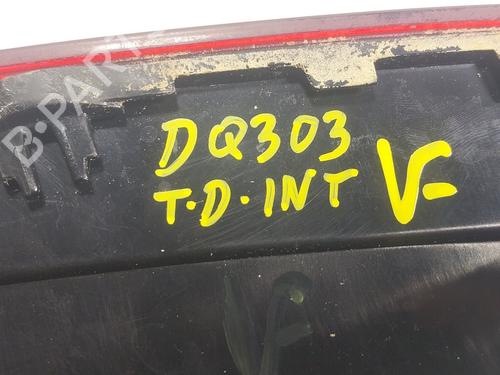 B-PARTS
DQ303
T.D.INT V-